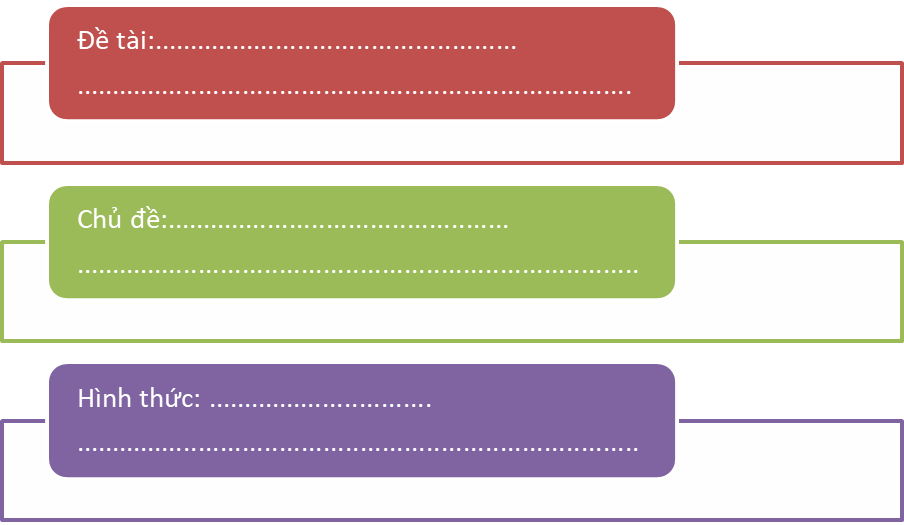 Đề tài:...................................................
..............................................................................
Chủ đề:................................................
...............................................................................
Hình thức: ...............................
...............................................................................